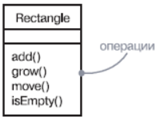 Rectangle
add()
grow()
move()
isEmpty()
операции